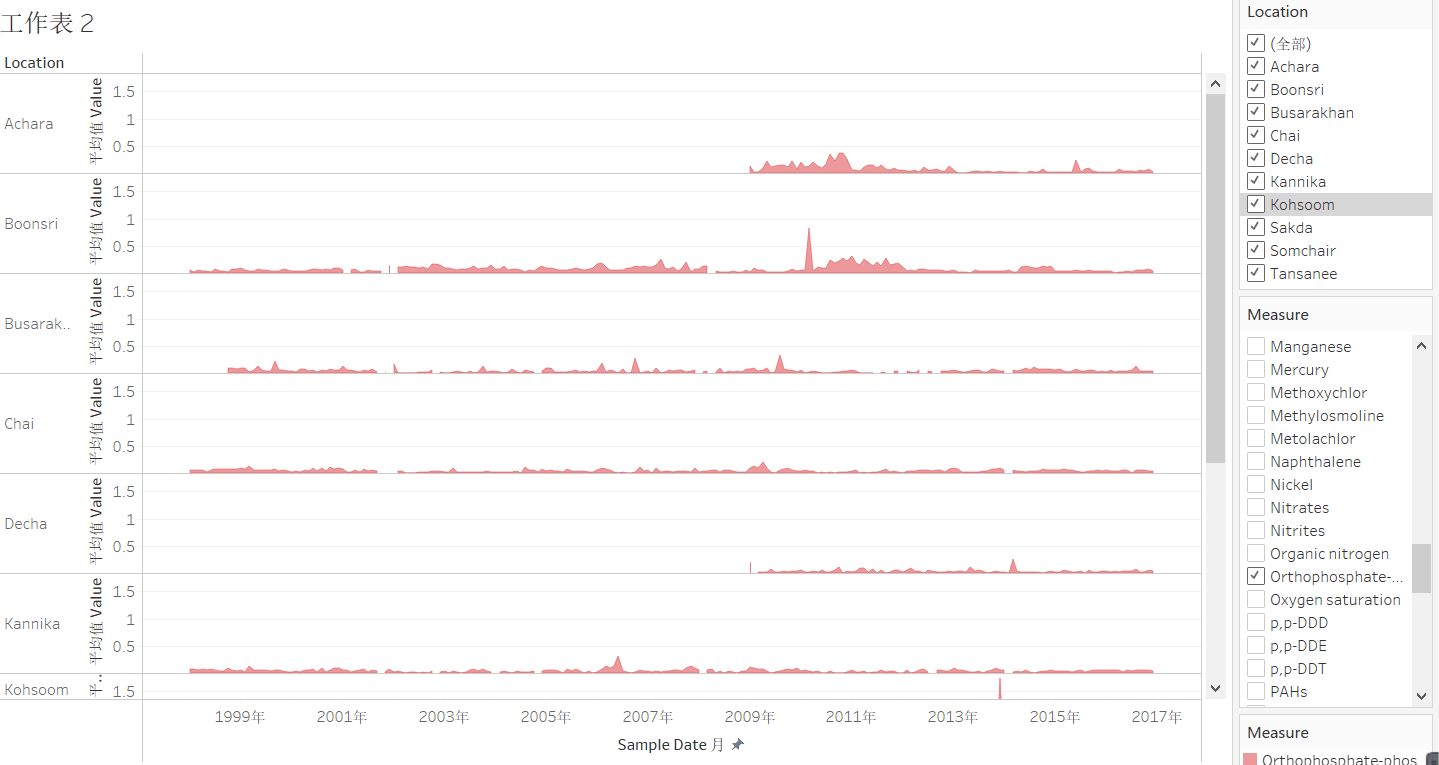 工作表 2
Location
Achara
平均值 Value
1.5
1
0.5
Boonsri
平均值 Value
1.5
1
0.5
Busarak..
平均值 Value
1.5
1
0.5
Chai
平均值 Value
1.5
1
0.5
Decha
平均值 Value
1.5
1
0.5
Kannika
平均值 Value
1.5
1
0.5
Kohsoom
平..
1.5
1999年 2001年 2003年 2005年 2007年 2009年 2011年 2013年 2015年 2017年
Sample Date 月
Location
(全部)
Achara
Boonsri
Busarakhan
Chai
Decha
Kannika
Kohsoom
Sakda
Somchair
Tansanee
Measure
Manganese
Mercury
Methoxychlor
Methylosmoline
Metolachlor
Naphthalene
Nickel
Nitrates
Nitrites
Organic nitrogen
Orthophosphate-...
Oxygen saturation
p,p-DDD
p,p-DDE
p,p-DDT
PAHs
Measure
Orthophosphate-phos